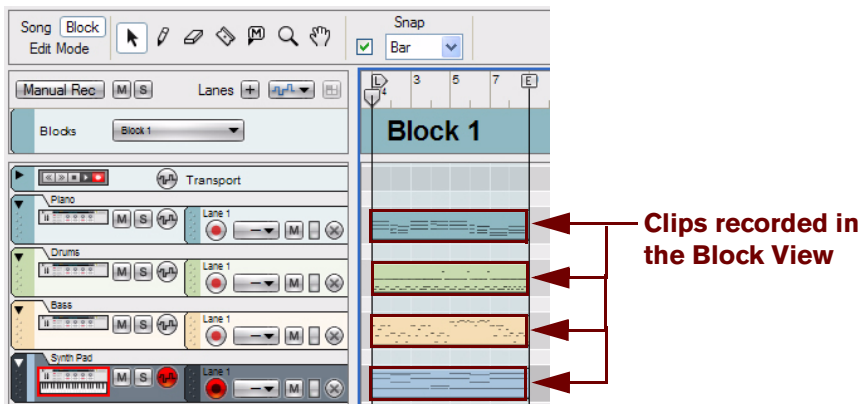 Song Block
Edit Mode
Snap
Bar
Manual Rec M S Lanes
L 3 5 7 E
4
Blocks Block 1
Block 1
Transport
Piano
M S Lane 1 M
Drums
M S Lane 1 M
Bass
M S Lane 1 M
Synth Pad
M S Lane 1 M
Clips recorded in
the Block View